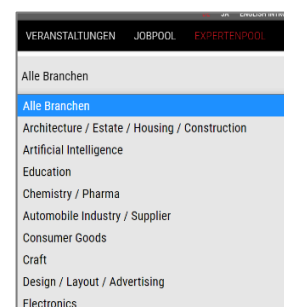 VERANSTALTUNGEN JOBPOOL EXPERTENPOOL
Alle Branchen
Alle Branchen
Architecture / Estate / Housing / Construction
Artificial Intelligence
Education
Chemistry / Pharma
Automobile Industry / Supplier
Consumer Goods
Craft
Design / Layout / Advertising
Electronics